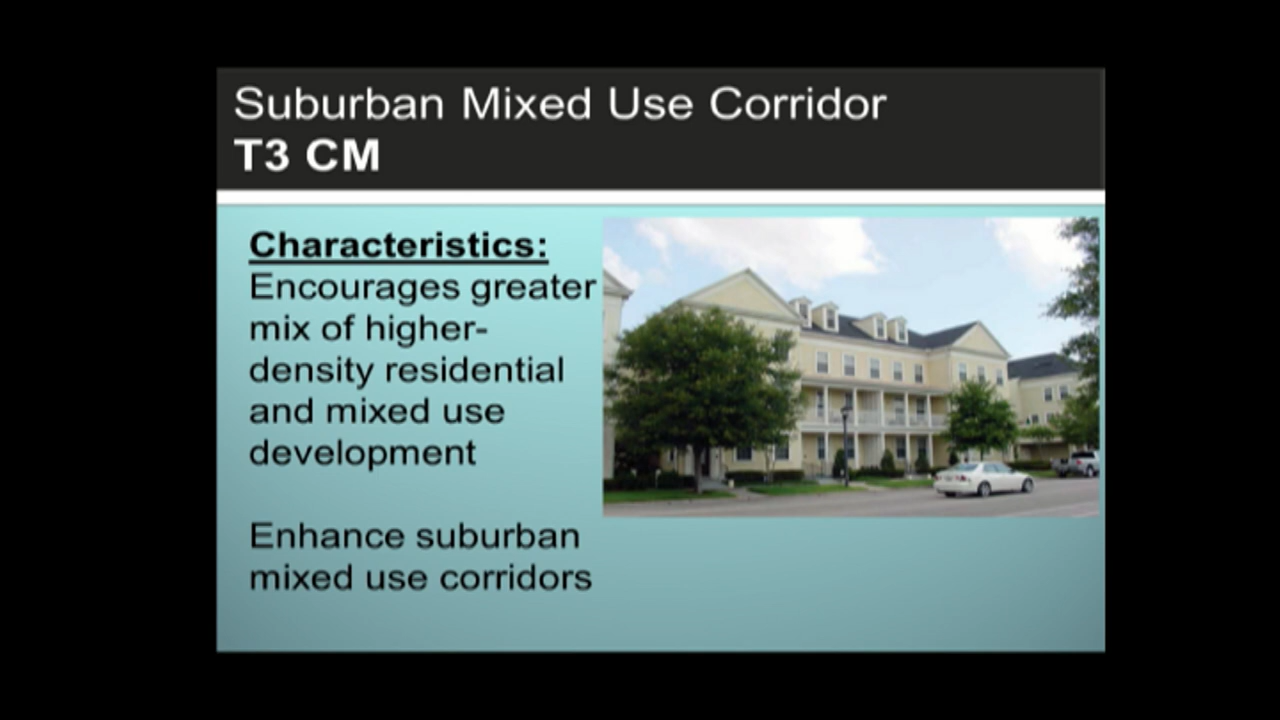 Suburban Mixed Use Corridor
T3 CM
Characteristics:
Encourages greater
mix of higher-
density residential
and mixed use
development
Enhance suburban
mixed use corridors